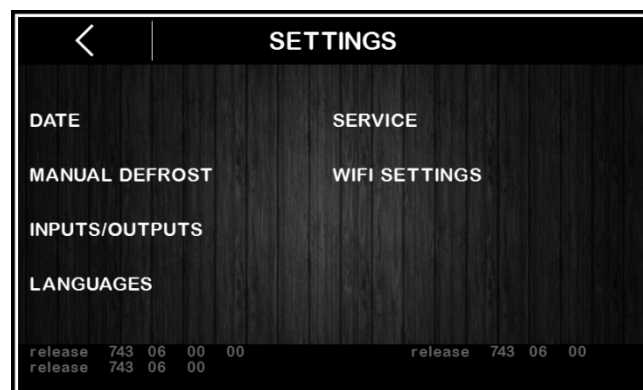 SETTINGS
DATE
SERVICE
MANUAL DEFROST
WIFI SETTINGS
INPUTS/OUTPUTS
LANGUAGES
release 743 06 00 00
release 743 06 00
release 743 06 00